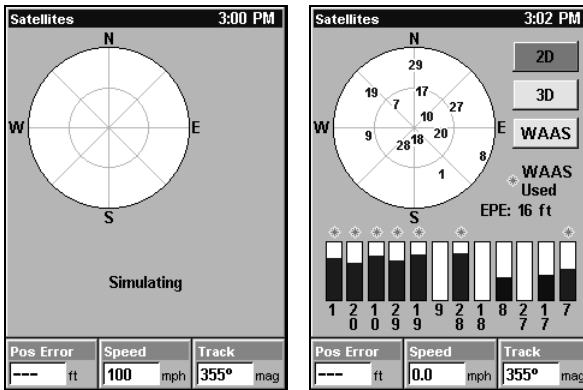 Satellites 3:00 PM
N
W E
S
Simulating
Pos Error Speed Track
--- ft 100 mph 355° mag
Satellites 3:02 PM
N
29
2D
19 17
7 27
3D
10
W 9 20 E
WAAS
28 18
8
1
WAAS
Used
S
EPE: 16 ft
1 20 10 29 19 9 28 18 8 27 17 7
Pos Error Speed Track
--- ft 0.0 mph 355° mag